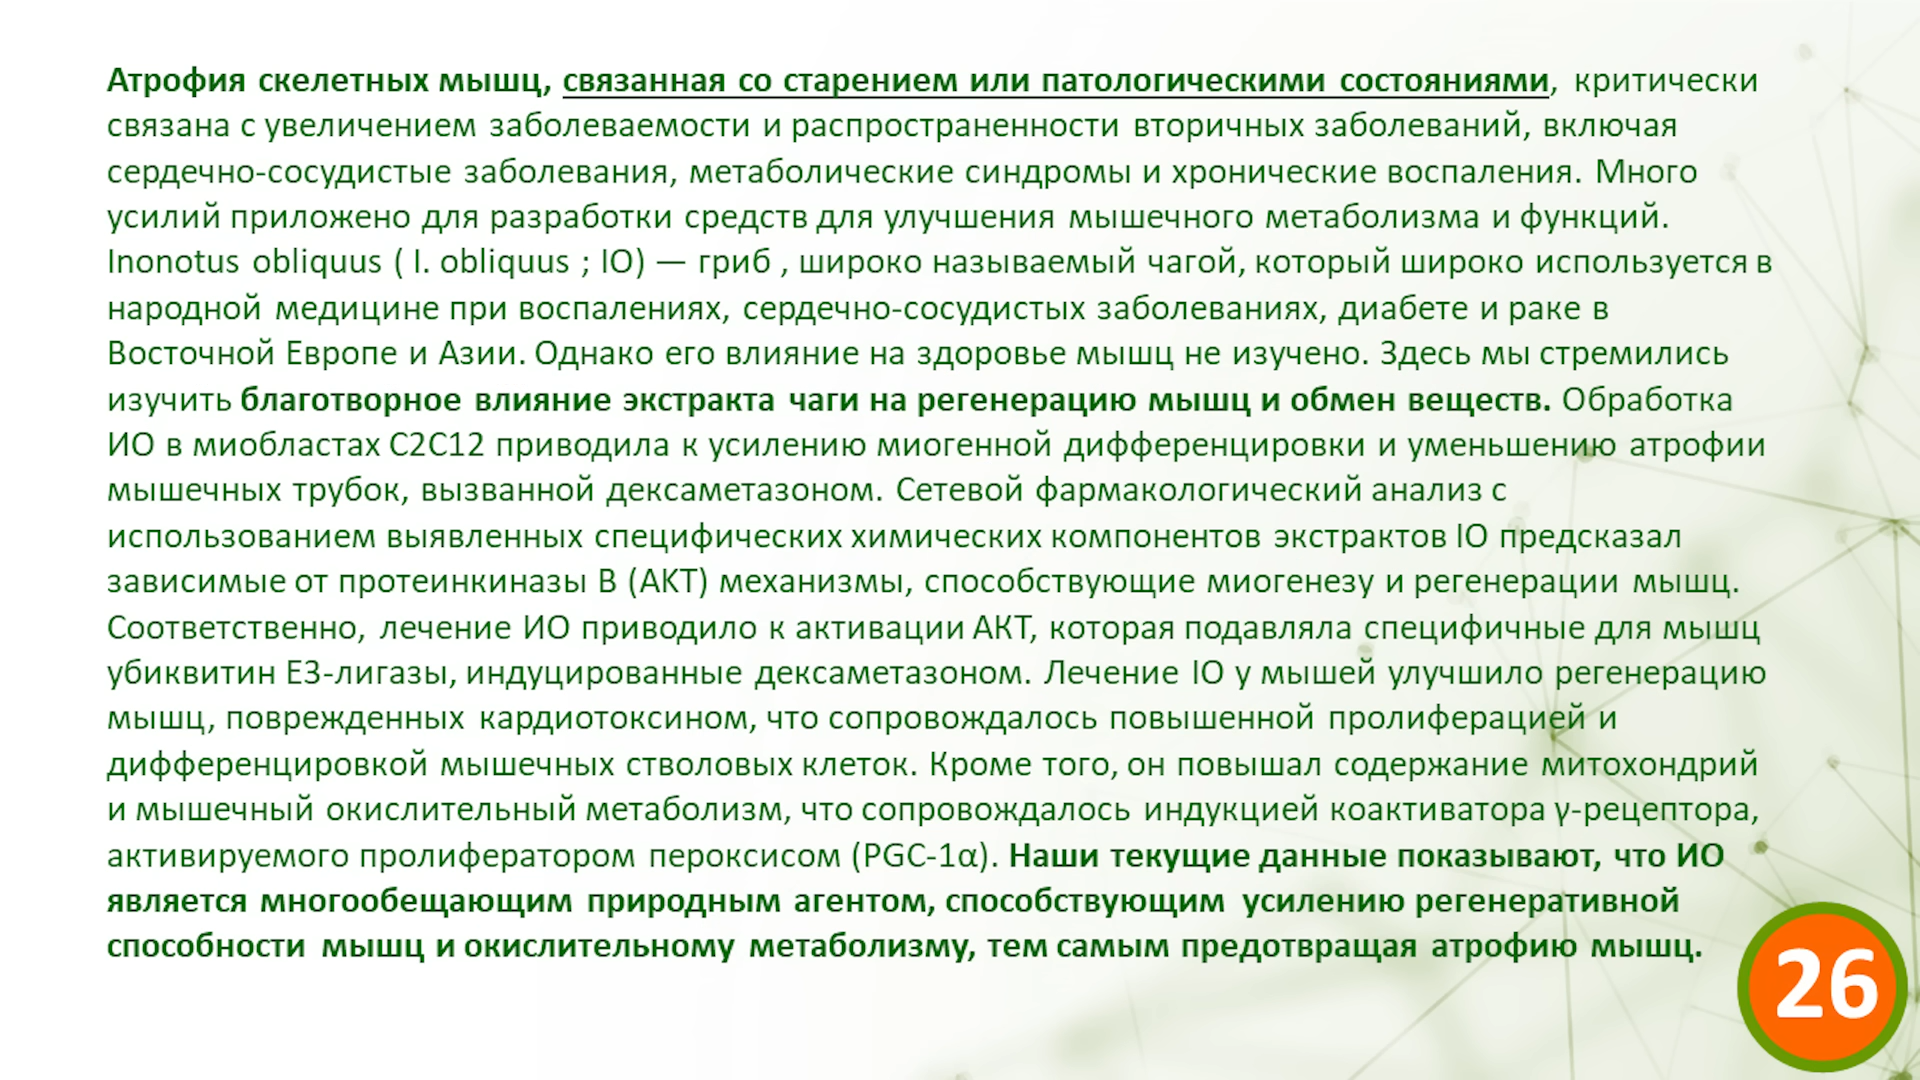 Атрофия скелетных мышц, связанная со старением или патологическими состояниями, критически
связана с увеличением заболеваемости и распространенности вторичных заболеваний, включая
сердечно-сосудистые заболевания, метаболические синдромы и хронические воспаления. Много
усилий приложено для разработки средств для улучшения мышечного метаболизма и функций.
Inonotus obliquus ( I. obliquus ; IO) — гриб , широко называемый чагой, который широко используется в
народной медицине при воспалениях, сердечно-сосудистых заболеваниях, диабете и раке в
Восточной Европе и Азии. Однако его влияние на здоровье мышц не изучено. Здесь мы стремились
изучить благотворное влияние экстракта чаги на регенерацию мышц и обмен веществ. Обработка
ИО в миобластах C2C12 приводила к усилению миогенной дифференцировки и уменьшению атрофии
мышечных трубок, вызванной дексаметазоном. Сетевой фармакологический анализ с
использованием выявленных специфических химических компонентов экстрактов IO предсказал
зависимые от протеинкиназы B (AKT) механизмы, способствующие миогенезу и регенерации мышц.
Соответственно, лечение ИО приводило к активации АКТ, которая подавляла специфичные для мышц
убиквитин E3-лигазы, индуцированные дексаметазоном. Лечение IO у мышей улучшило регенерацию
мышц, поврежденных кардиотоксином, что сопровождалось повышенной пролиферацией и
дифференцировкой мышечных стволовых клеток. Кроме того, он повышал содержание митохондрий
и мышечный окислительный метаболизм, что сопровождалось индукцией коактиватора γ-рецептора,
активируемого пролифератором пероксисом (PGC-1α). Наши текущие данные показывают, что ИО
является многообещающим природным агентом, способствующим усилению регенеративной
способности мышц и окислительному метаболизму, тем самым предотвращая атрофию мышц.
26